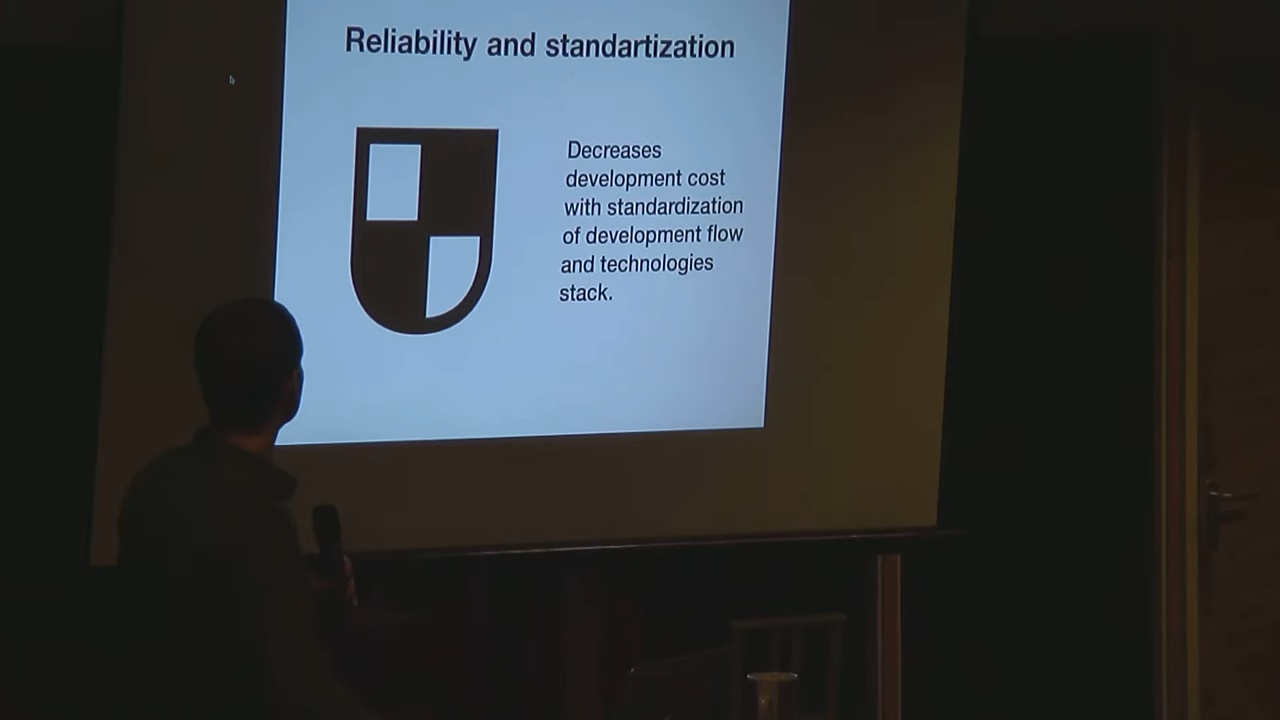 Reliability and standartization
Decreases
development cost
with standardization
of development flow
and technologies
stack.